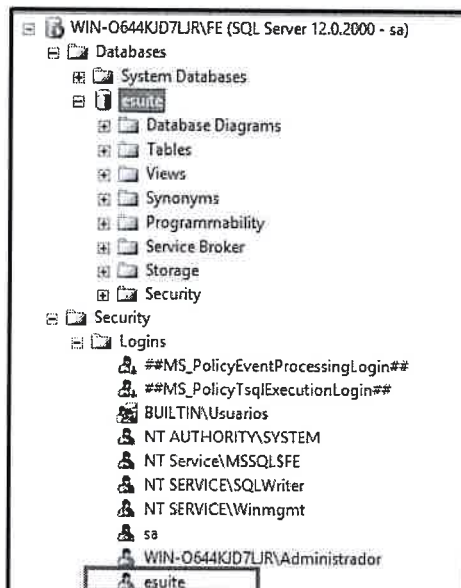 WIN-O644KJD7LJR\FE (SQL Server 12.0.2000 - sa)
Databases
System Databases
esuite
Database Diagrams
Tables
Views
Synonyms
Programmability
Service Broker
Storage
Security
Security
Logins
##MS_PolicyEventProcessingLogin##
##MS_PolicyTsqlExecutionLogin##
BUILTIN\Usuarios
NT AUTHORITY\SYSTEM
NT Service\MSSQL$FE
NT SERVICE\SQLWriter
NT SERVICE\Winmgmt
sa
WIN-O644KJD7LJR\Administrador
esuite